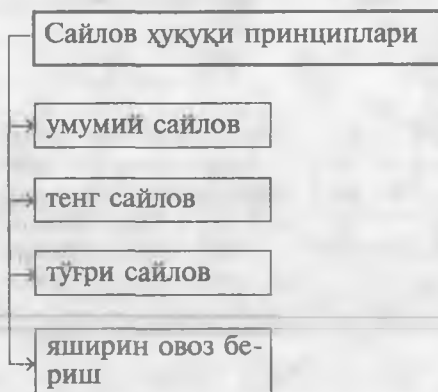 Сайлов ҳуқуқи принциплари
умумий сайлов
тенг сайлов
тўғри сайлов
яширин овоз бе-
риш